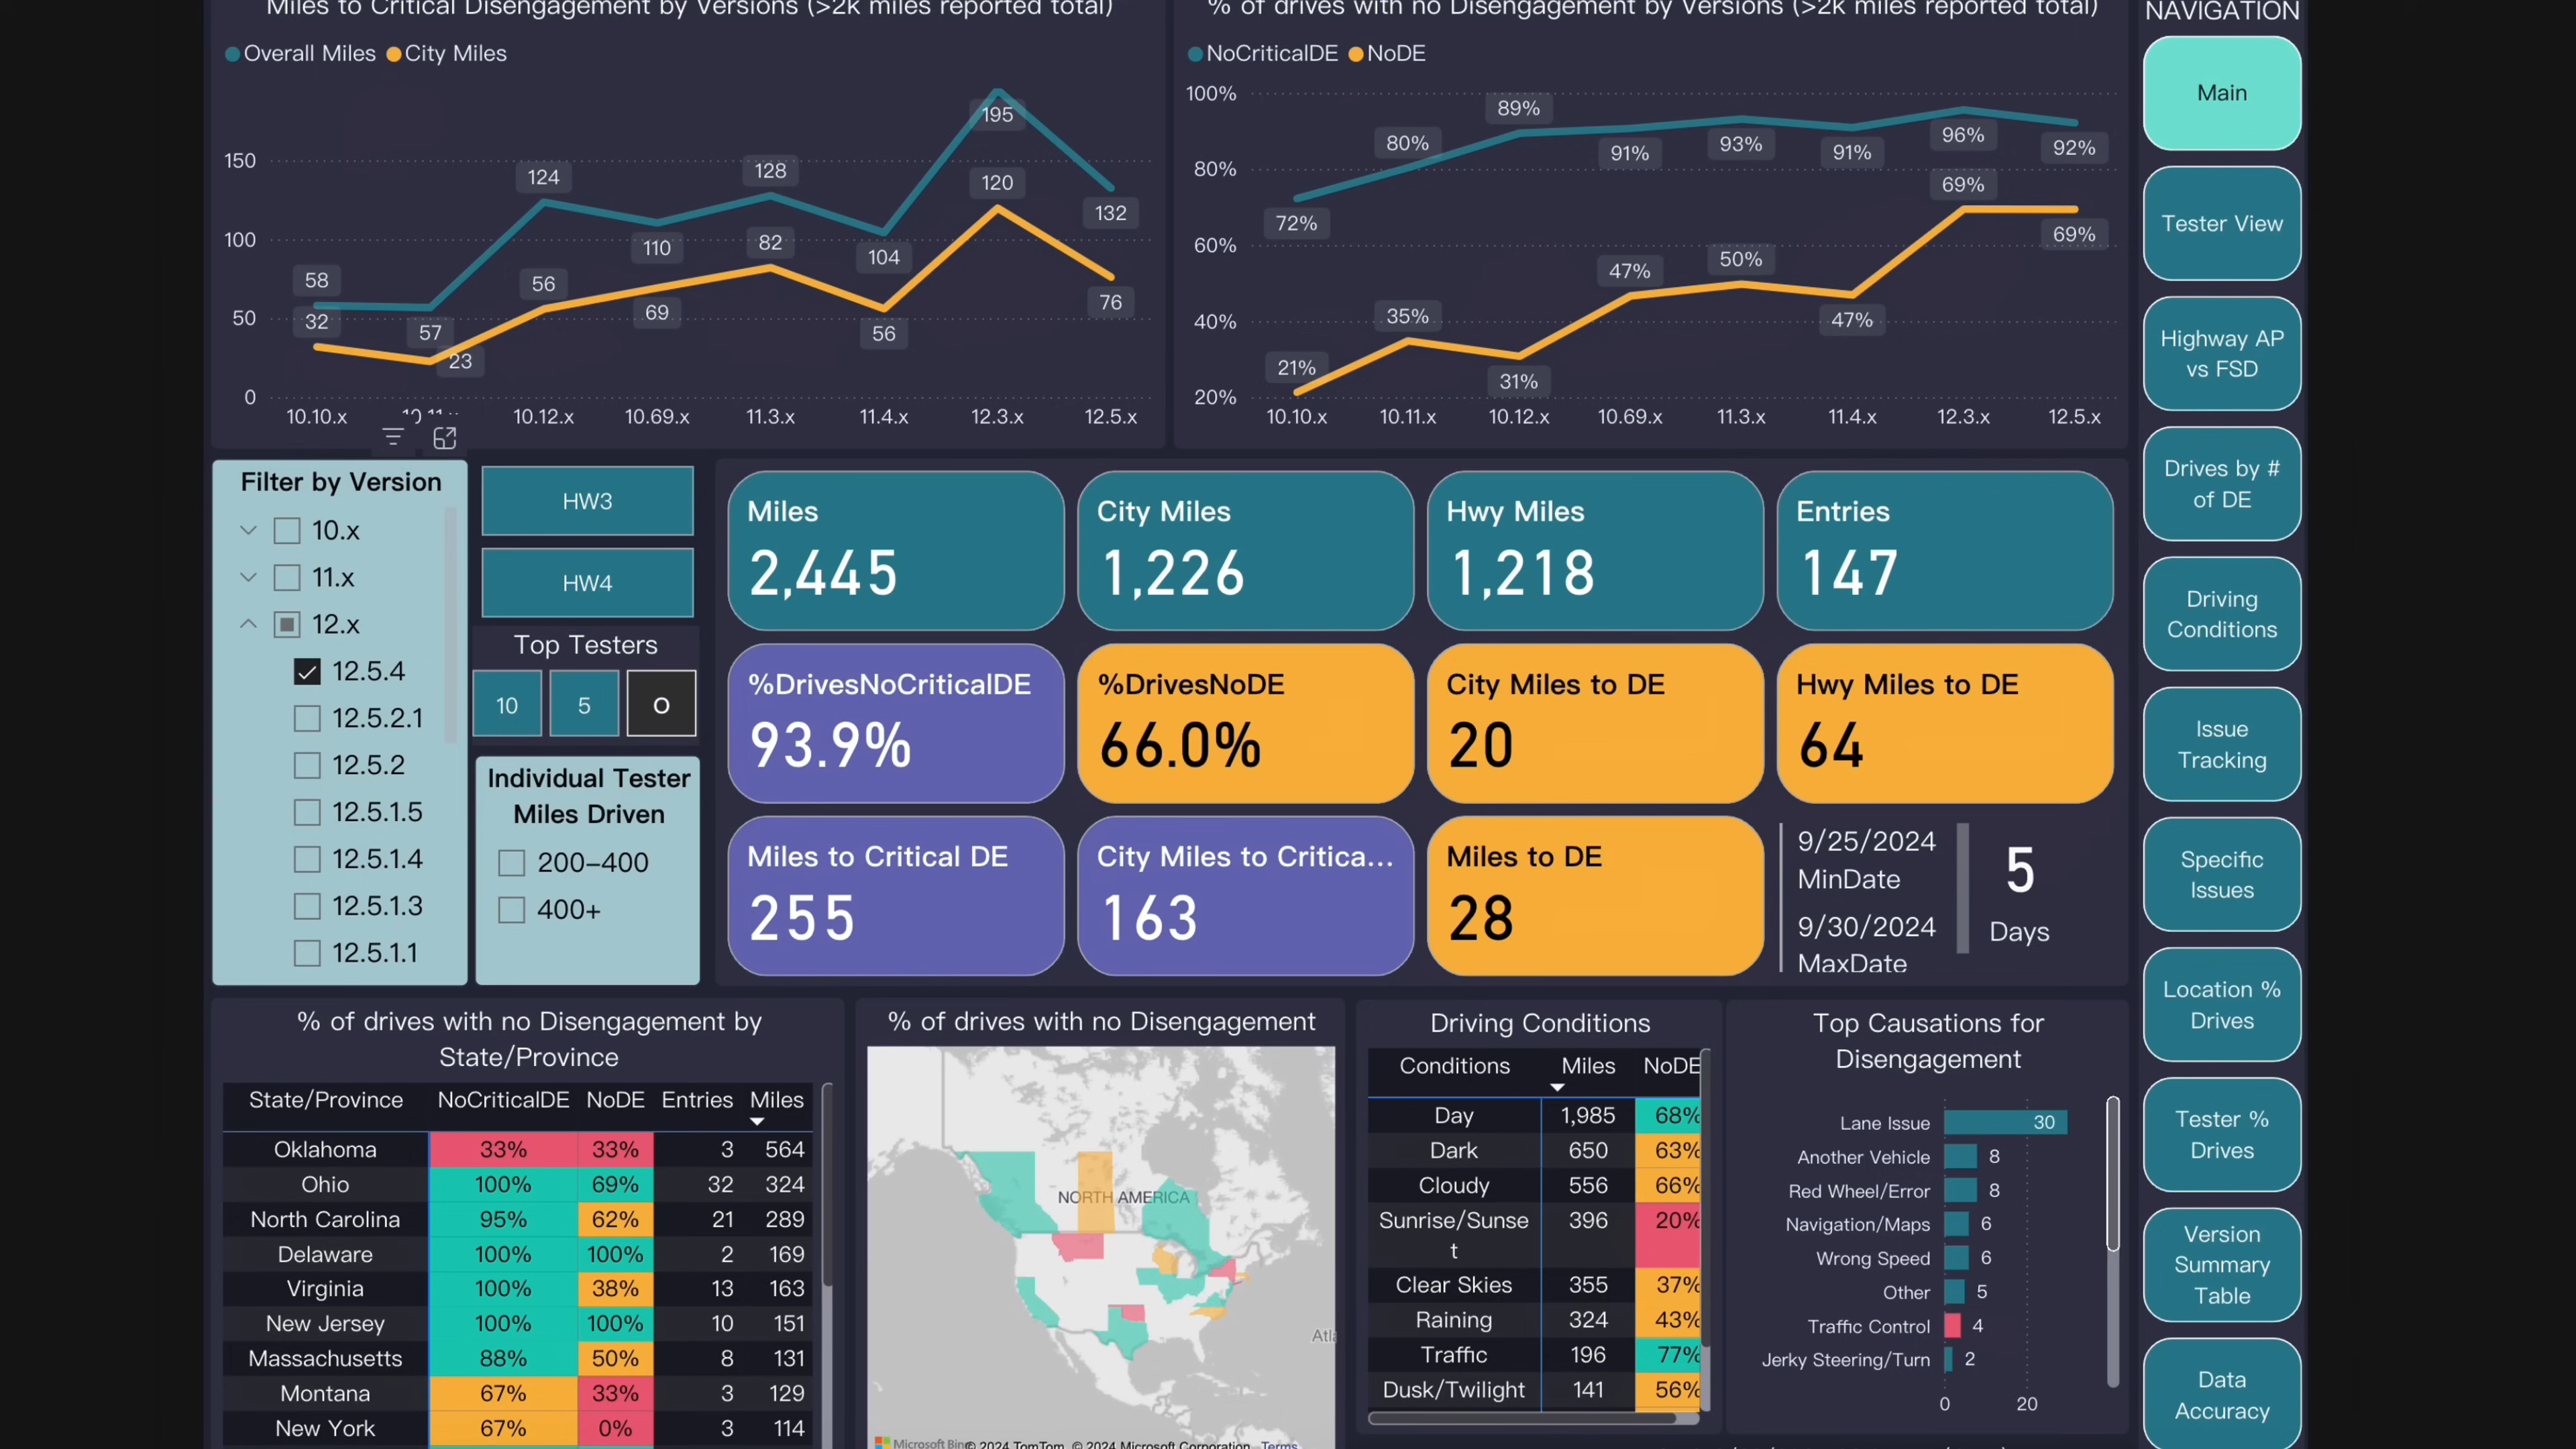 Miles to Critical Disengagement by Versions (>2k miles reported total)
Overall Miles
City Miles
150
100
50
0
58
32
57
23
124
56
110
69
128
82
104
56
195
120
132
76
10.10.x
10.12.x
10.69.x
11.3.x
11.4.x
12.3.x
12.5.x
% of drives with no Disengagement by Versions (>2k miles reported total)
NoCriticalDE
NoDE
100%
80%
60%
40%
20%
72%
21%
80%
35%
89%
31%
91%
47%
93%
50%
91%
47%
96%
69%
92%
69%
10.10.x
10.11.x
10.12.x
10.69.x
11.3.x
11.4.x
12.3.x
12.5.x
NAVIGATION
Main
Tester View
Highway AP
vs FSD
Drives by #
of DE
Driving
Conditions
Issue
Tracking
Specific
Issues
Location %
Drives
Tester %
Drives
Version
Summary
Table
Data
Accuracy
Filter by Version
10.x
11.x
12.x
12.5.4
12.5.2.1
12.5.2
12.5.1.5
12.5.1.4
12.5.1.3
12.5.1.1
HW3
HW4
Top Testers
10
5
O
Individual Tester
Miles Driven
200–400
400+
Miles
2,445
City Miles
1,226
Hwy Miles
1,218
Entries
147
%DrivesNoCriticalDE
93.9%
%DrivesNoDE
66.0%
City Miles to DE
20
Hwy Miles to DE
64
Miles to Critical DE
255
City Miles to Critica...
163
Miles to DE
28
9/25/2024
MinDate
9/30/2024
MaxDate
5
Days
% of drives with no Disengagement by
State/Province
State/Province NoCriticalDE NoDE Entries Miles
Oklahoma 33% 33% 3 564
Ohio 100% 69% 32 324
North Carolina 95% 62% 21 289
Delaware 100% 100% 2 169
Virginia 100% 38% 13 163
New Jersey 100% 100% 10 151
Massachusetts 88% 50% 8 131
Montana 67% 33% 3 129
New York 67% 0% 3 114
% of drives with no Disengagement
NORTH AMERICA
Atla
Microsoft Bing
© 2024 TomTom, © 2024 Microsoft Corporation Terms
Driving Conditions
Conditions Miles NoDE
Day 1,985 68%
Dark 650 63%
Cloudy 556 66%
Sunrise/Sunse
t 396 20%
Clear Skies 355 37%
Raining 324 43%
Traffic 196 77%
Dusk/Twilight 141 56%
Top Causations for
Disengagement
Lane Issue 30
Another Vehicle 8
Red Wheel/Error 8
Navigation/Maps 6
Wrong Speed 6
Other 5
Traffic Control 4
Jerky Steering/Turn 2
0 20